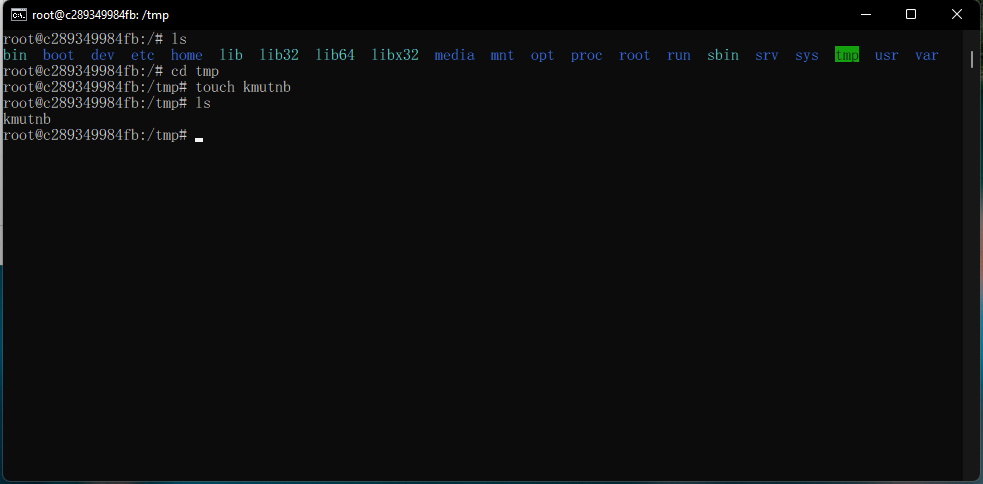 root@c289349984fb: /tmp
root@c289349984fb:/# ls
bin boot dev etc home lib lib32 lib64 libx32 media mnt opt proc root run sbin srv sys tmp usr var
root@c289349984fb:/# cd tmp
root@c289349984fb:/tmp# touch kmutnb
root@c289349984fb:/tmp# ls
kmutnb
root@c289349984fb:/tmp#